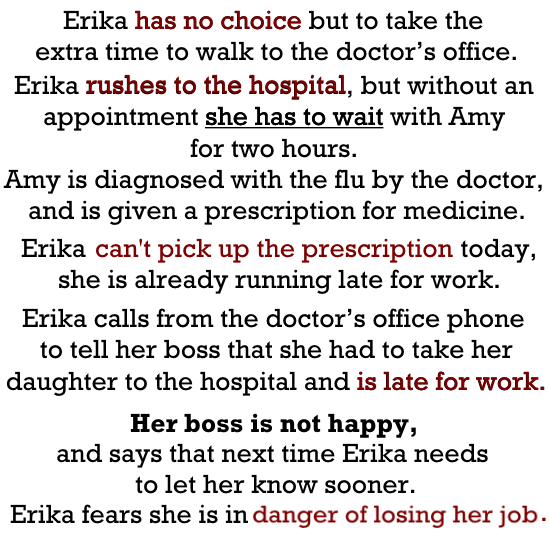 Erika has no choice but to take the
extra time to walk to the doctor's office.
Erika rushes to the hospital, but without an
appointment she has to wait with Amy
for two hours.
Amy is diagnosed with the flu by the doctor,
and is given a prescription for medicine.
Erika can't pick up the prescription today,
she is already running late for work.
Erika calls from the doctor's office phone
to tell her boss that she had to take her
daughter to the hospital and is late for work.
Her boss is not happy,
and says that next time Erika needs
to let her know sooner.
Erika fears she is in danger of losing her job.